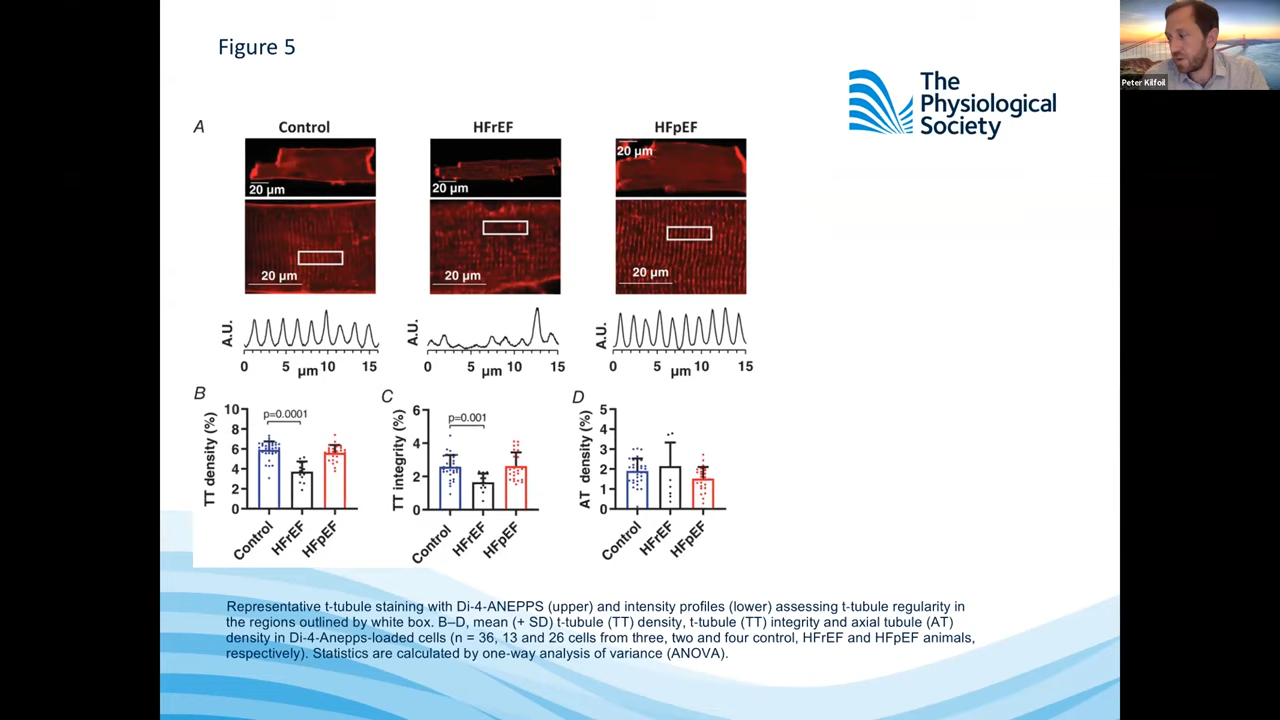 Figure 5
The
Physiological
Society
Peter Kilfoil
A
Control
HFrEF
HFpEF
20 µm
20 µm
20 µm
20 µm
20 µm
20 µm
A.U.
A.U.
A.U.
0 5 µm 10 15
0 5 µm 10 15
0 5 µm 10 15
B
TT density (%)
10
8
6
4
2
0
p=0.0001
Control
HFrEF
HFpEF
C
TT integrity (%)
6
4
2
0
p=0.001
Control
HFrEF
HFpEF
D
AT density (%)
5
4
3
2
1
0
Control
HFrEF
HFpEF
Representative t-tubule staining with Di-4-ANEPPS (upper) and intensity profiles (lower) assessing t-tubule regularity in
the regions outlined by white box. B–D, mean (+ SD) t-tubule (TT) density, t-tubule (TT) integrity and axial tubule (AT)
density in Di-4-Anepps-loaded cells (n = 36, 13 and 26 cells from three, two and four control, HFrEF and HFpEF animals,
respectively). Statistics are calculated by one-way analysis of variance (ANOVA).